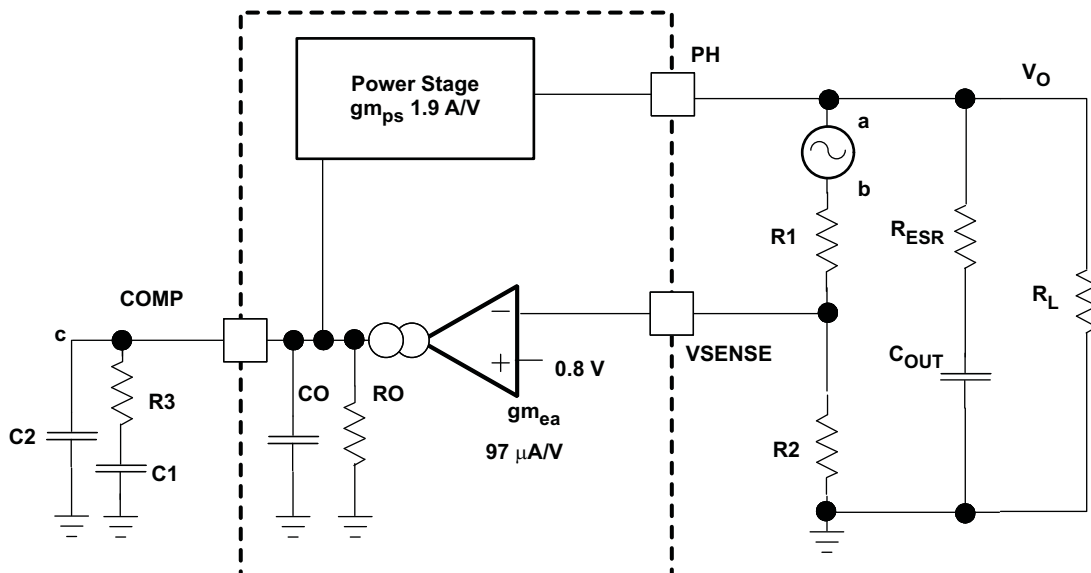 PH
Power Stage
gmps 1.9 A/V
VO
a
b
R1
RESR
RL
COMP
VSENSE
c
0.8 V
COUT
R3
CO
RO
gmea
C2
C1
97 μA/V
R2